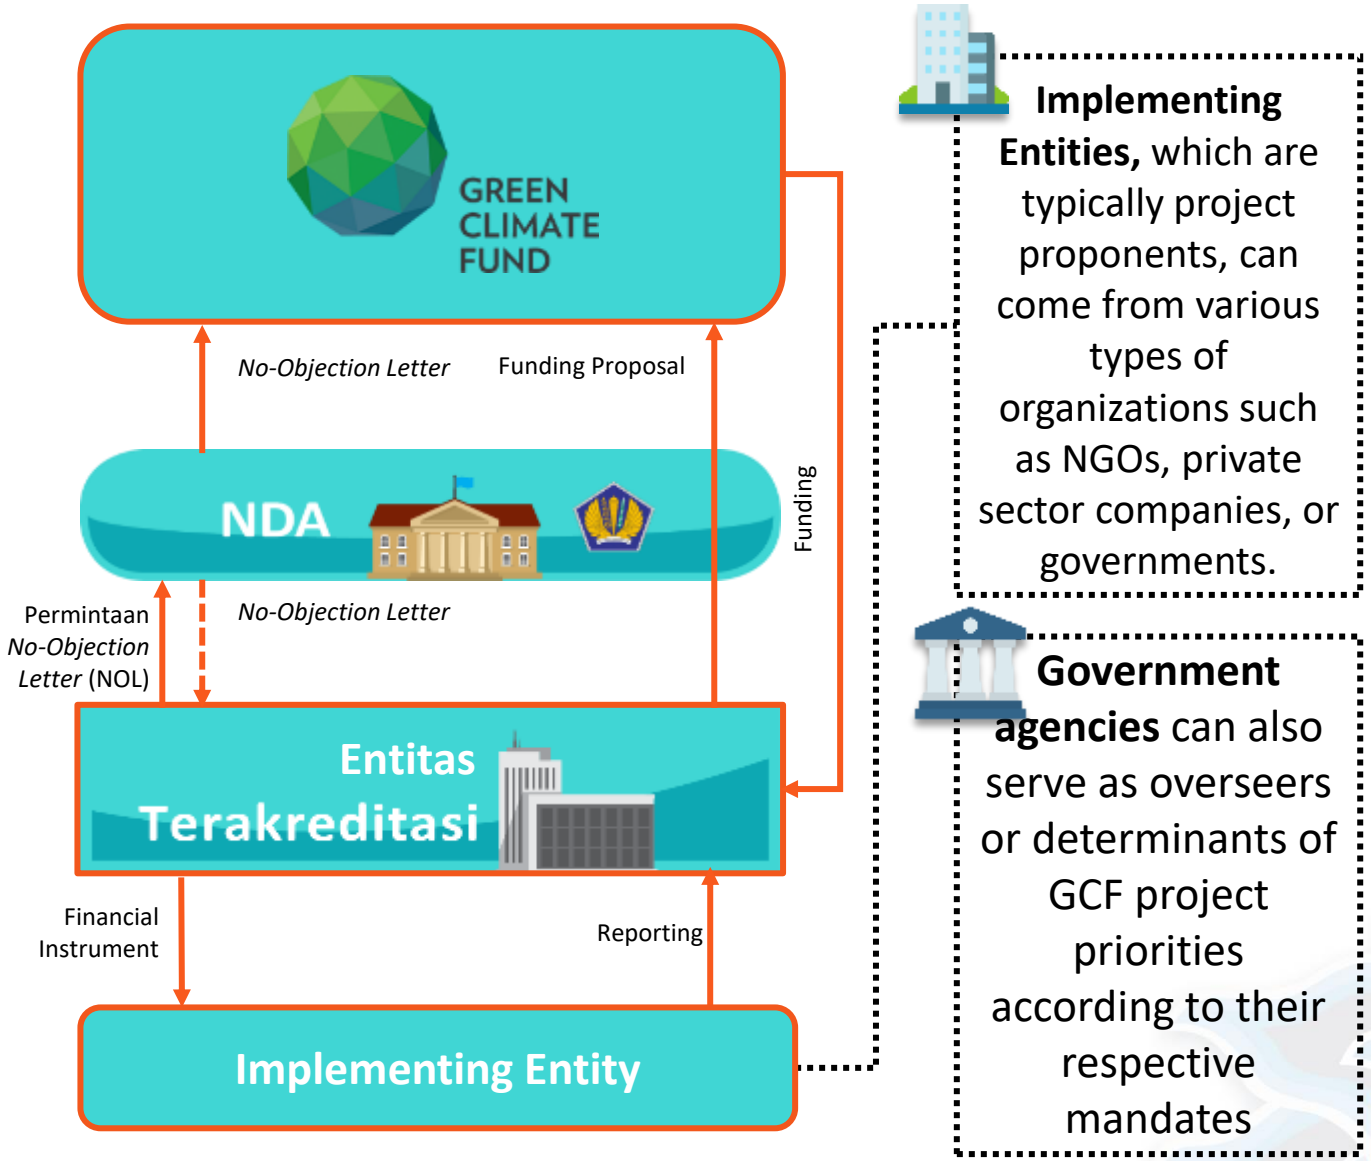 GREEN
CLIMATE
FUND
No-Objection Letter
Funding Proposal
NDA
Funding
Permintaan
No-Objection
Letter (NOL)
No-Objection Letter
Entitas
Terakreditasi
Financial
Instrument
Reporting
Implementing Entity
Implementing
Entities, which are
typically project
proponents, can
come from various
types of
organizations such
as NGOs, private
sector companies, or
governments.
Government
agencies can also
serve as overseers
or determinants of
GCF project
priorities
according to their
respective
mandates